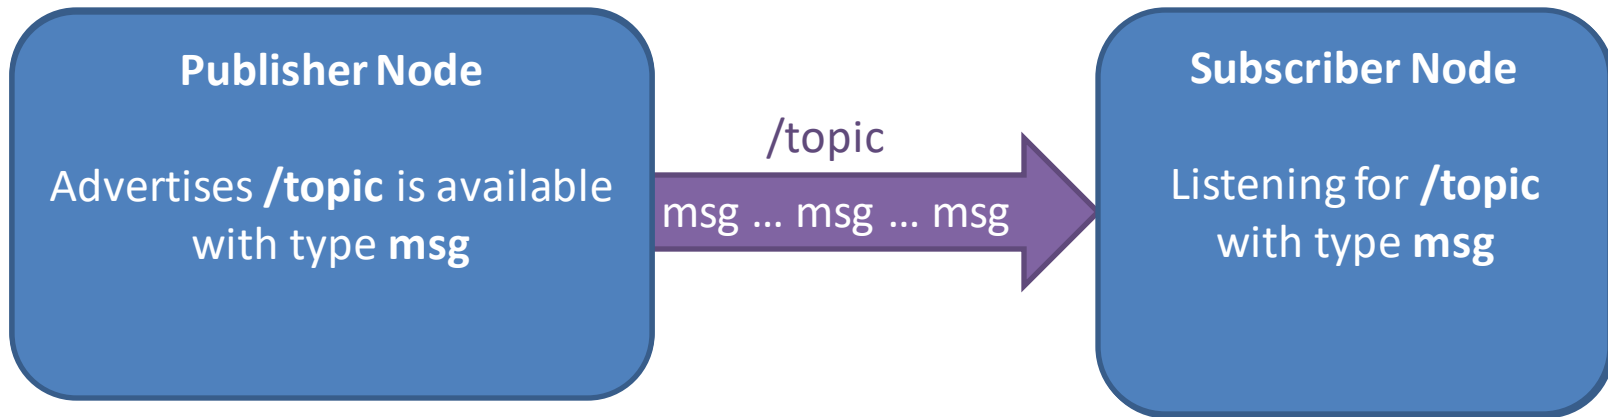 Publisher Node
Advertises /topic is available
with type msg
/topic
msg ... msg ... msg
Subscriber Node
Listening for /topic
with type msg